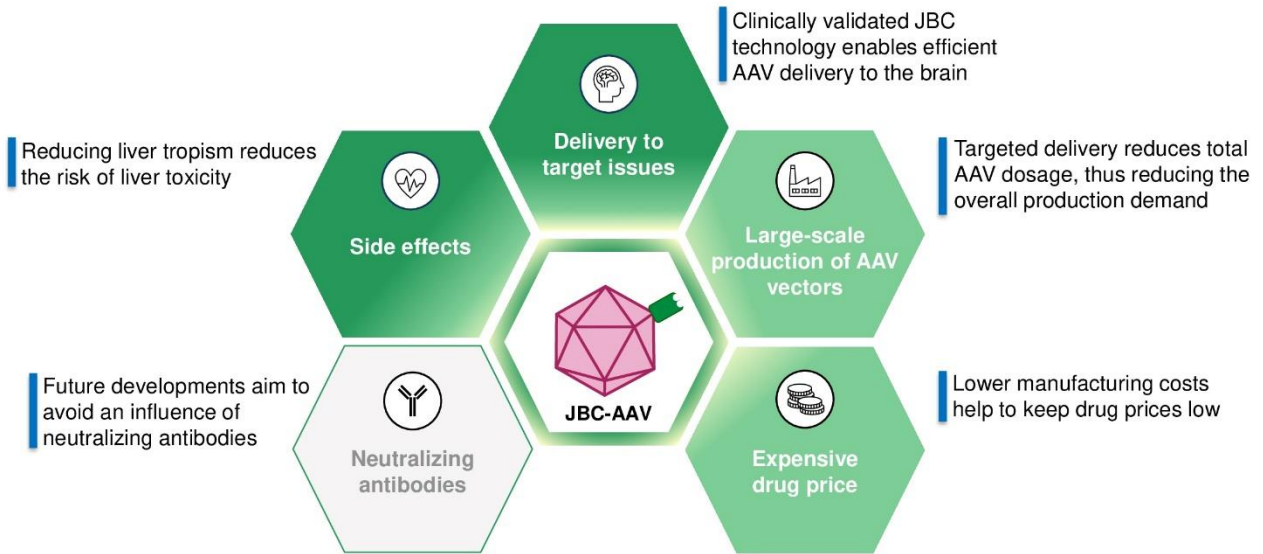 Clinically validated JBC
technology enables efficient
AAV delivery to the brain
Delivery to
target issues
Reducing liver tropism reduces
the risk of liver toxicity
Side effects
Targeted delivery reduces total
AAV dosage, thus reducing the
overall production demand
Large-scale
production of AAV
vectors
JBC-AAV
Future developments aim to
avoid an influence of
neutralizing antibodies
Neutralizing
antibodies
Lower manufacturing costs
help to keep drug prices low
Expensive
drug price